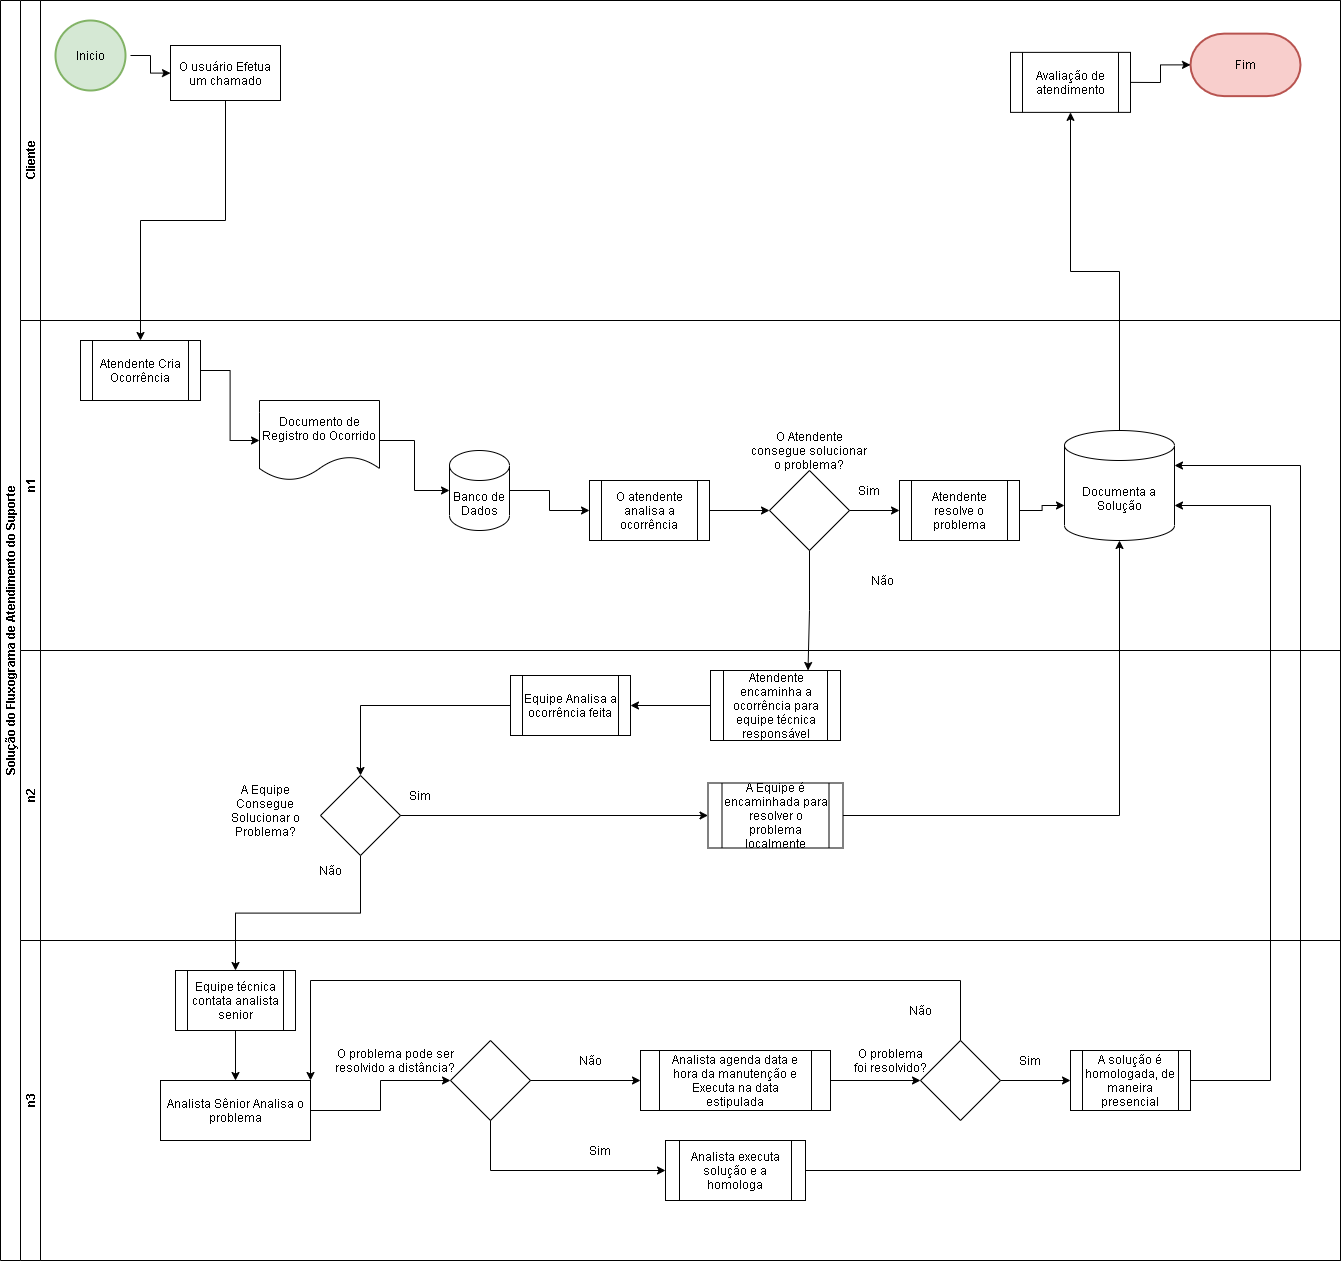 Solução do Fluxograma de Atendimento do Suporte
Cliente
Inicio
O usuário Efetua
um chamado
Avaliação de
atendimento
Fim
n1
Atendente Cria
Ocorrência
Documento de
Registro do Ocorrido
Banco de
Dados
O atendente
analisa a
ocorrência
O Atendente
consegue solucionar
o problema?
Sim
Não
Atendente
resolve o
problema
Documenta a
Solução
n2
Atendente
encaminha a
ocorrência para
equipe técnica
responsável
Equipe Analisa a
ocorrência feita
A Equipe
Consegue
Solucionar o
Problema?
Sim
Não
A Equipe é
encaminhada para
resolver o
problema
localmente
n3
Equipe técnica
contata analista
senior
Analista Sênior Analisa o
problema
O problema pode ser
resolvido a distância?
Não
Sim
Analista agenda data e
hora da manutenção e
Executa na data
estipulada
O problema
foi resolvido?
Não
Sim
A solução é
homologada, de
maneira
presencial
Analista executa
solução e a
homologa